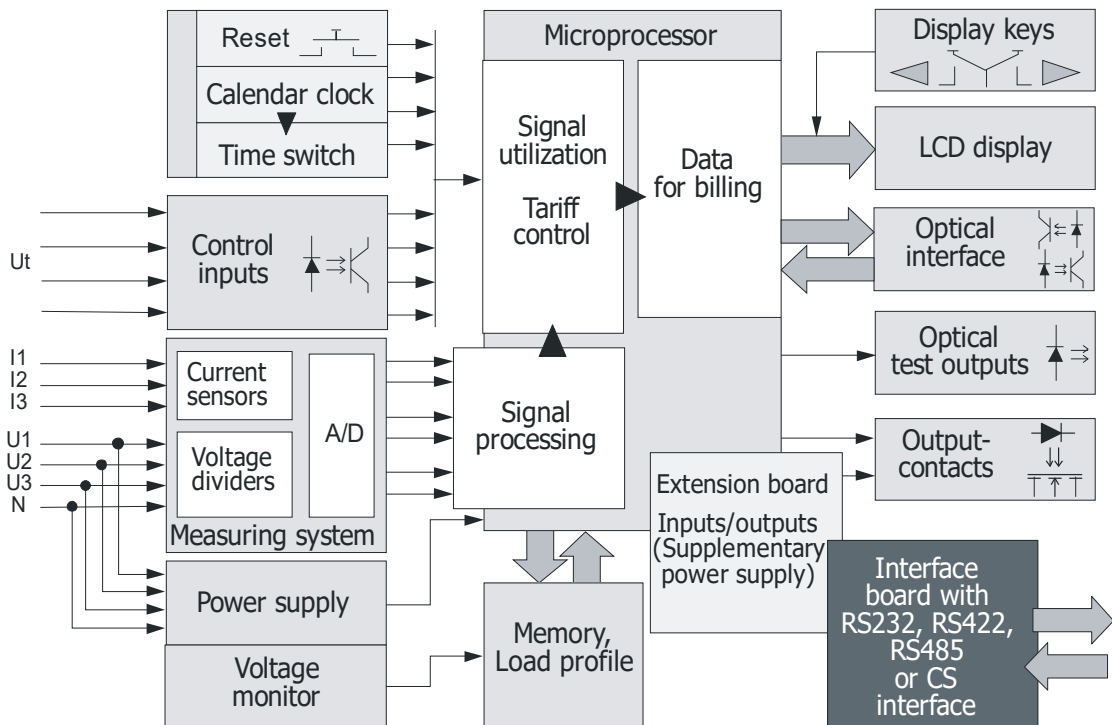 Reset
Calendar clock
Time switch
Ut
Control
inputs
I1
I2
I3
U1
U2
U3
N
Current
sensors
Voltage
dividers
A/D
Measuring system
Power supply
Voltage
monitor
Microprocessor
Signal
utilization
Tariff
control
Data
for billing
Signal
processing
Memory,
Load profile
Extension board
Inputs/outputs
(Supplementary
power supply)
Display keys
LCD display
Optical
interface
Optical
test outputs
Output-
contacts
Interface
board with
RS232, RS422,
RS485
or CS
interface